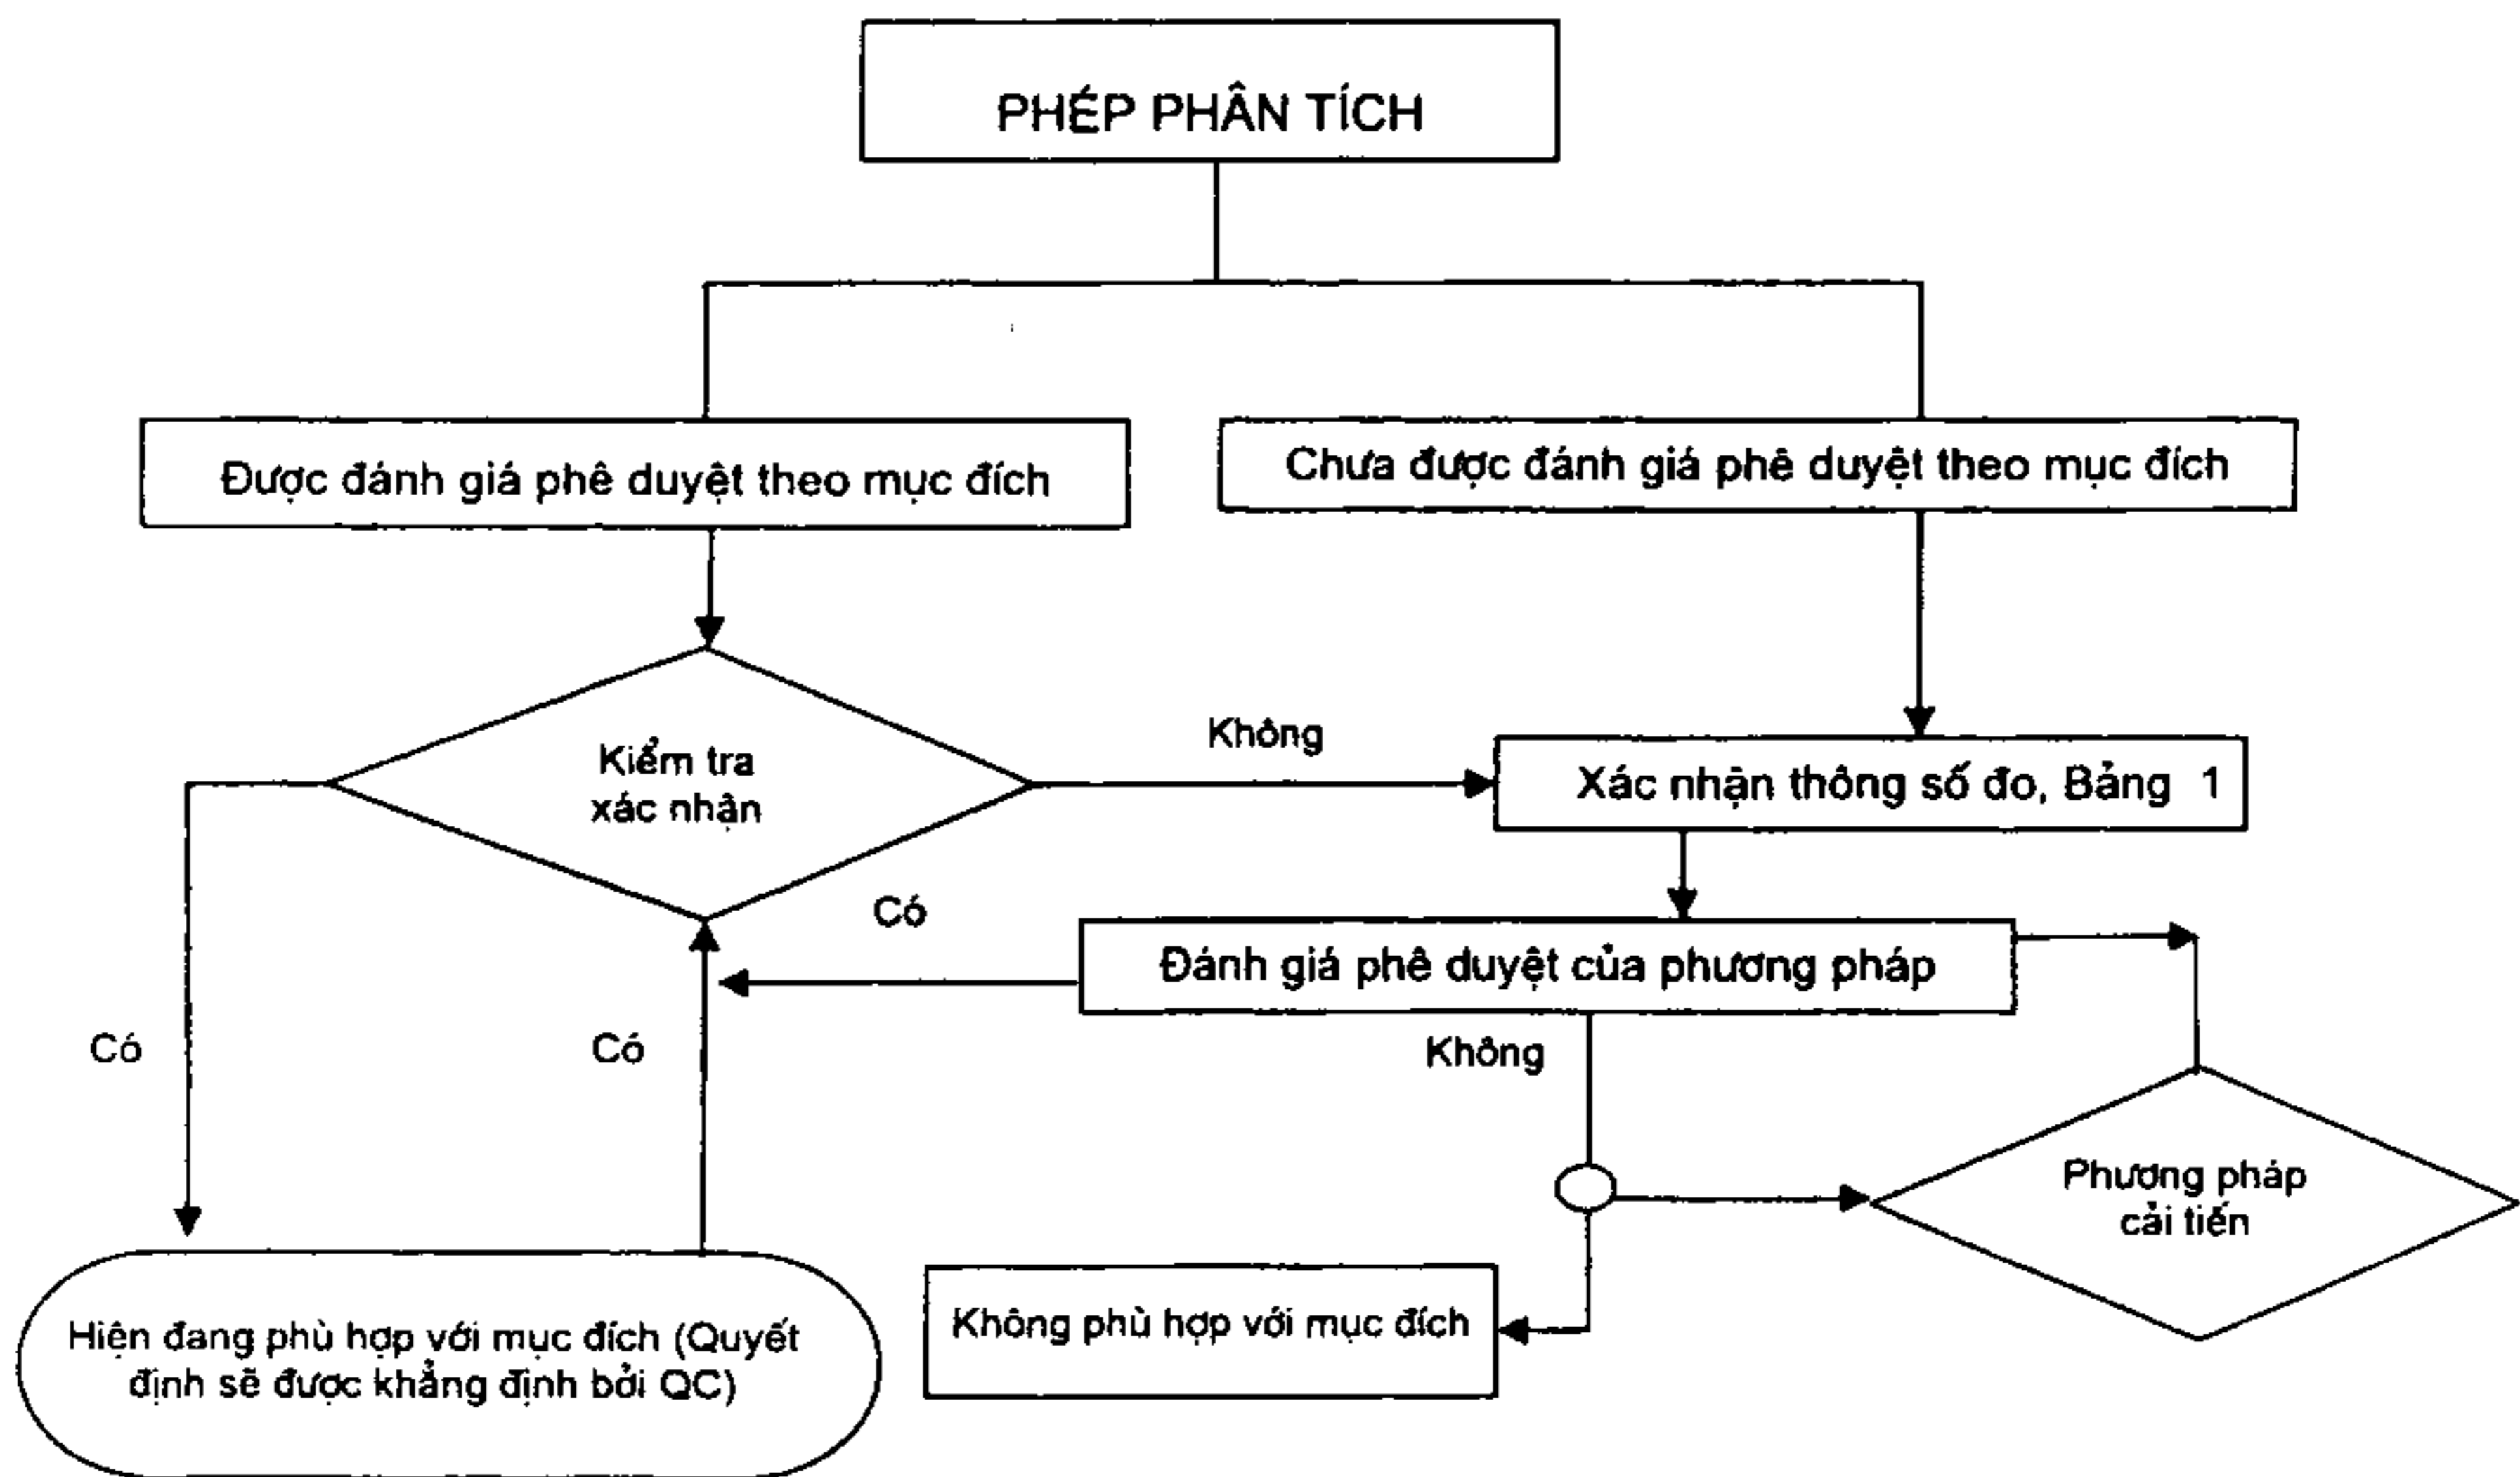 PHÉP PHÂN TÍCH
Được đánh giá phê duyệt theo mục đích
Chưa được đánh giá phê duyệt theo mục đích
Kiểm tra
xác nhận
Không
Xác nhận thông số đo, Bảng 1
Có
Đánh giá phê duyệt của phương pháp
Có
Có
Không
Phương pháp
cải tiến
Không phù hợp với mục đích
Hiện đang phù hợp với mục đích (Quyết
định sẽ được khẳng định bởi QC)